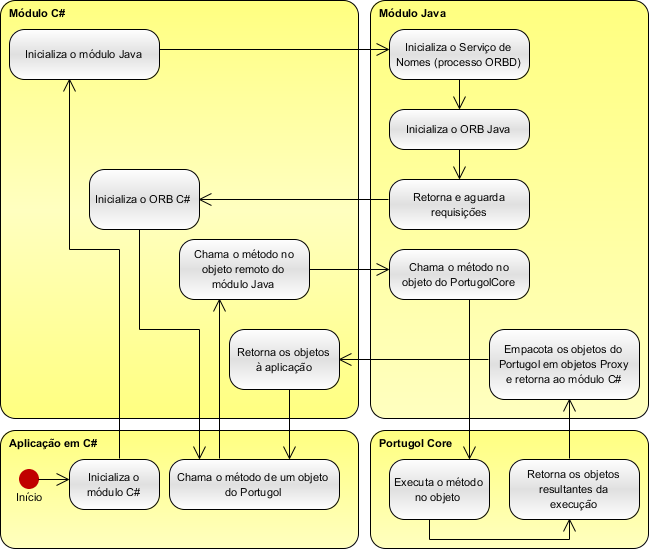 Módulo C#
Módulo Java
Inicializa o módulo Java
Inicializa o Serviço de
Nomes (processo ORBD)
Inicializa o ORB Java
Inicializa o ORB C#
Retorna e aguarda
requisições
Chama o método no
objeto remoto do
módulo Java
Chama o método no
objeto do PortugolCore
Retorna os objetos
à aplicação
Empacota os objetos do
Portugol em objetos Proxy
e retorna ao módulo C#
Aplicação em C#
Portugol Core
Início
Inicializa o
módulo C#
Chama o método de um objeto
do Portugol
Executa o método
no objeto
Retorna os objetos
resultantes da
execução